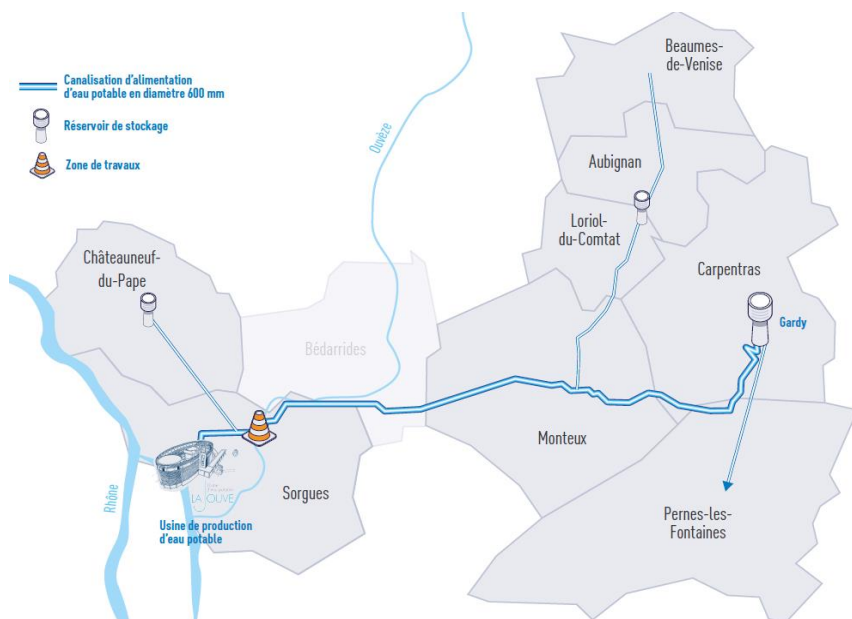 Canalisation d'alimentation
d'eau potable en diamètre 600 mm
Réservoir de stockage
Zone de travaux
Beaumes-
de-Venise
Ouvèze
Aubignan
Loriol-
du-Comtat
Châteauneuf-
du-Pape
Carpentras
Gardy
Bédarrides
Monteux
Sorgues
LA JOUVE
Rhône
Usine de production
d'eau potable
Pernes-les-
Fontaines